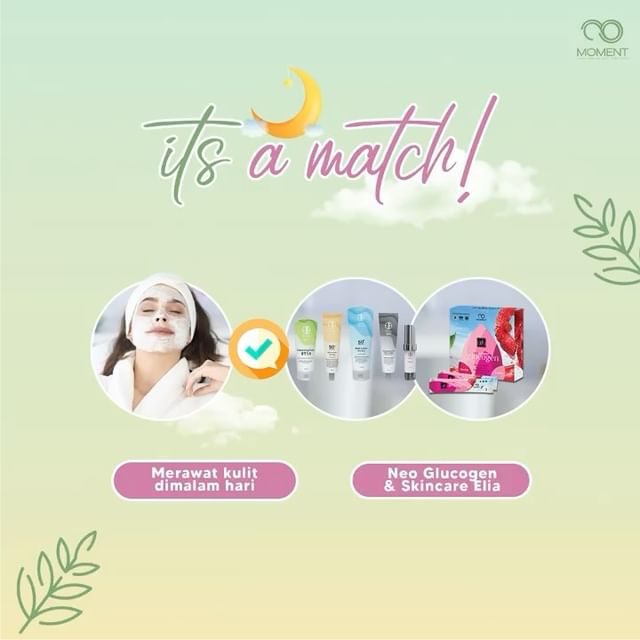 MOMENT
its a match!
Merawat kulit
dimalam hari
Neo Glucogen
& Skincare Elia